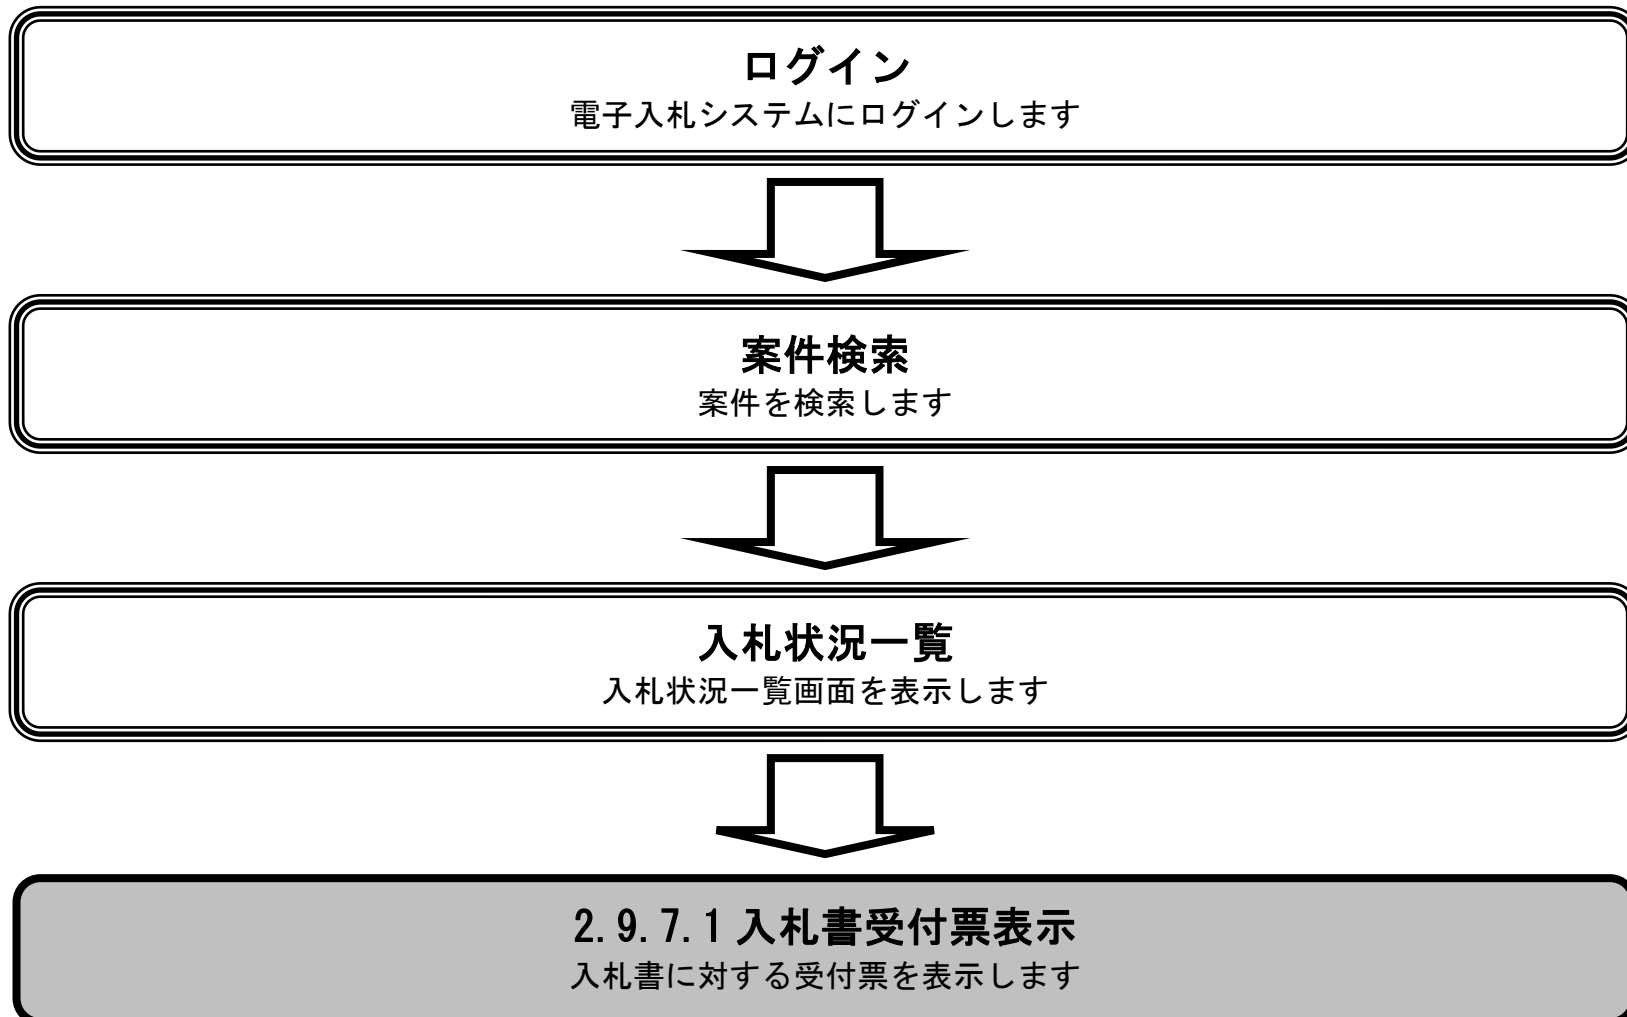 ログイン
電子入札システムにログインします
案件検索
案件を検索します
入札状況一覧
入札状況一覧画面を表示します
2.9.7.1 入札書受付票表示
入札書に対する受付票を表示します